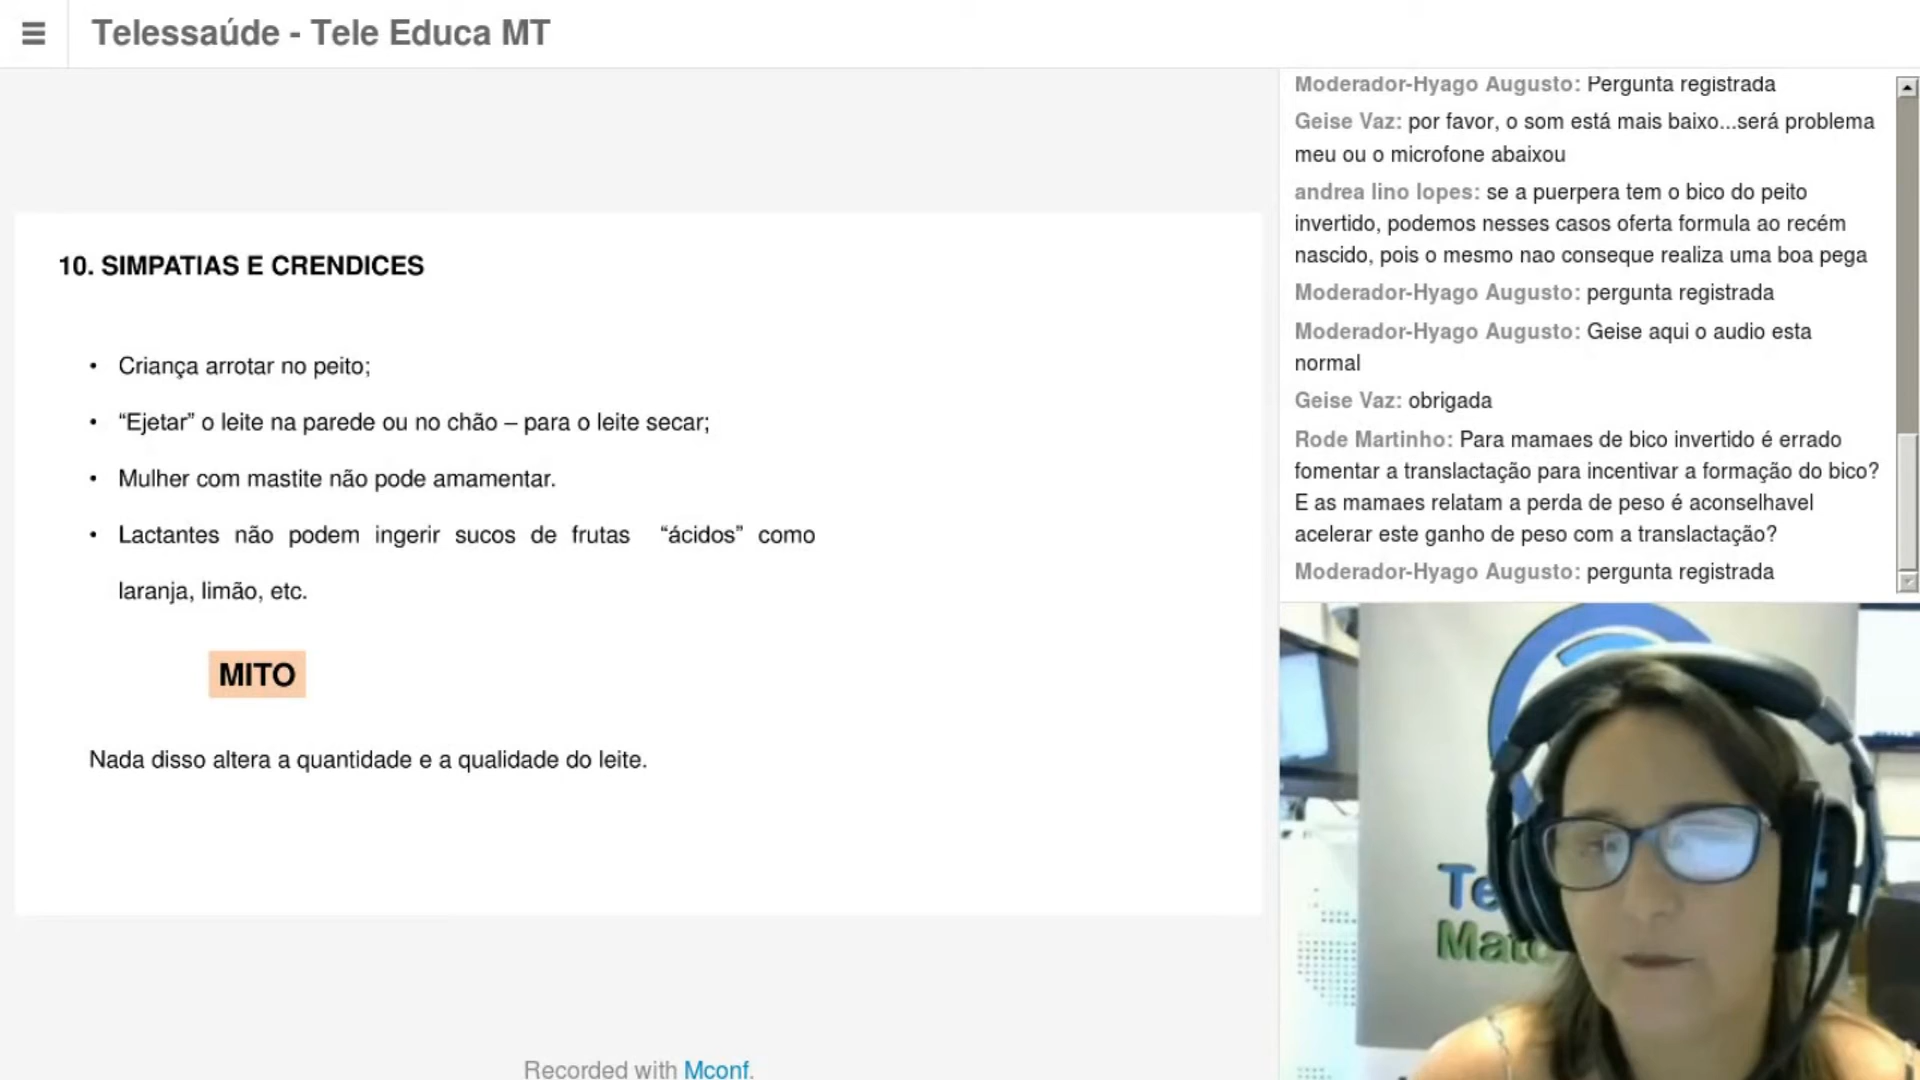 Telessaúde - Tele Educa MT
10. SIMPATIAS E CRENDICES
• Criança arrotar no peito;
• “Ejetar” o leite na parede ou no chão – para o leite secar;
• Mulher com mastite não pode amamentar.
• Lactantes não podem ingerir sucos de frutas “ácidos” como
laranja, limão, etc.
MITO
Nada disso altera a quantidade e a qualidade do leite.
Recorded with Mconf.
Moderador-Hyago Augusto: Pergunta registrada
Geise Vaz: por favor, o som está mais baixo...será problema
meu ou o microfone abaixou
andrea lino lopes: se a puerpera tem o bico do peito
invertido, podemos nesses casos oferta formula ao recém
nascido, pois o mesmo nao conseque realiza uma boa pega
Moderador-Hyago Augusto: pergunta registrada
Moderador-Hyago Augusto: Geise aqui o audio esta
normal
Geise Vaz: obrigada
Rode Martinho: Para mamaes de bico invertido é errado
fomentar a translactação para incentivar a formação do bico?
E as mamaes relatam a perda de peso é aconselhavel
acelerar este ganho de peso com a translactação?
Moderador-Hyago Augusto: pergunta registrada
Te
Mato